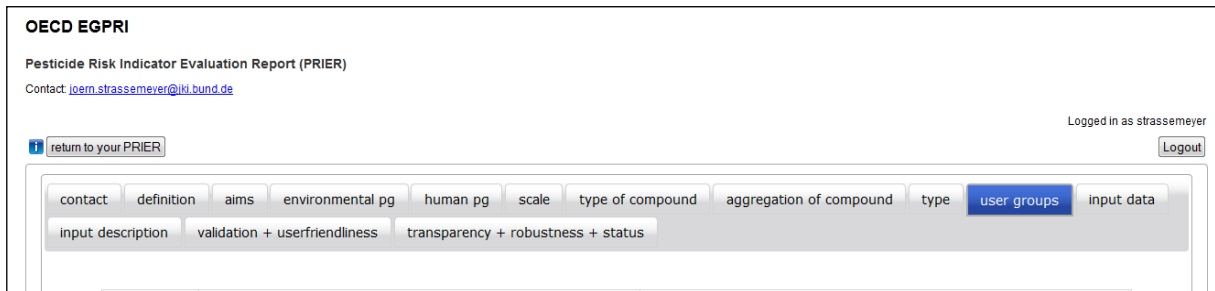 OECD EGPRI
Pesticide Risk Indicator Evaluation Report (PRIER)
Contact: joern.strassemeyer@jki.bund.de
Logged in as strassemeyer
i return to your PRIER Logout
contact definition aims environmental pg human pg scale type of compound aggregation of compound type user groups input data
input description validation + userfriendliness transparency + robustness + status